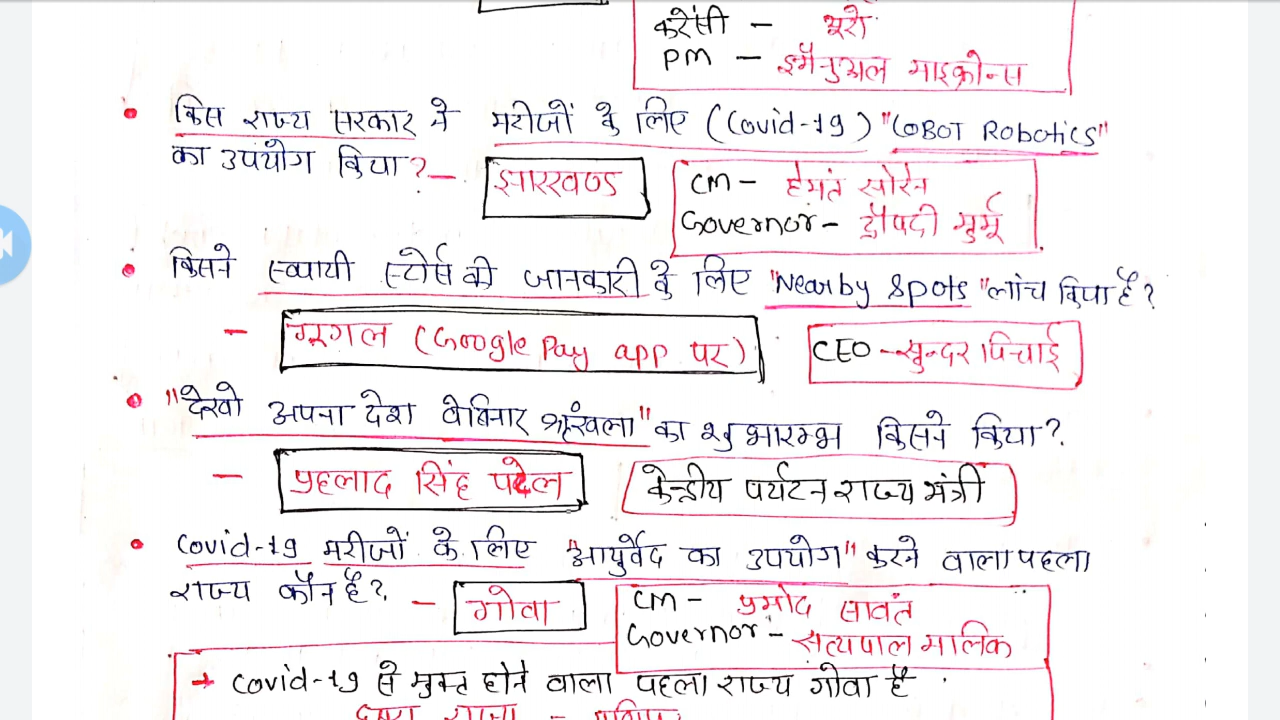 करेंसी - यूरो
PM - इमैनुअल माइक्रोन्स
• किस राज्य सरकार ने मरीजों के लिए (Covid-19) "COBOT ROBOTICS"
का उपयोग किया? - झारखण्ड
CM - हेमंत सोरेन
Governor - द्रौपदी मुर्मू
• किसने स्थायी स्टोर्स की जानकारी के लिए "Nearby Spots" लांच किया है?
- गूगल (Google Pay app पर) CEO - सुन्दर पिचाई
• "देखो अपना देश वेबिनार श्रृंखला" का शुभारम्भ किसने किया?
- प्रहलाद सिंह पटेल केन्द्रीय पर्यटन राज्य मंत्री
• Covid-19 मरीजों के लिए "आयुर्वेद का उपयोग" करने वाला पहला
राज्य कौन है? - गोवा
CM - प्रमोद सावंत
Governor - सत्यपाल मालिक
→ Covid-19 से मुक्त होने वाला पहला राज्य गोवा है